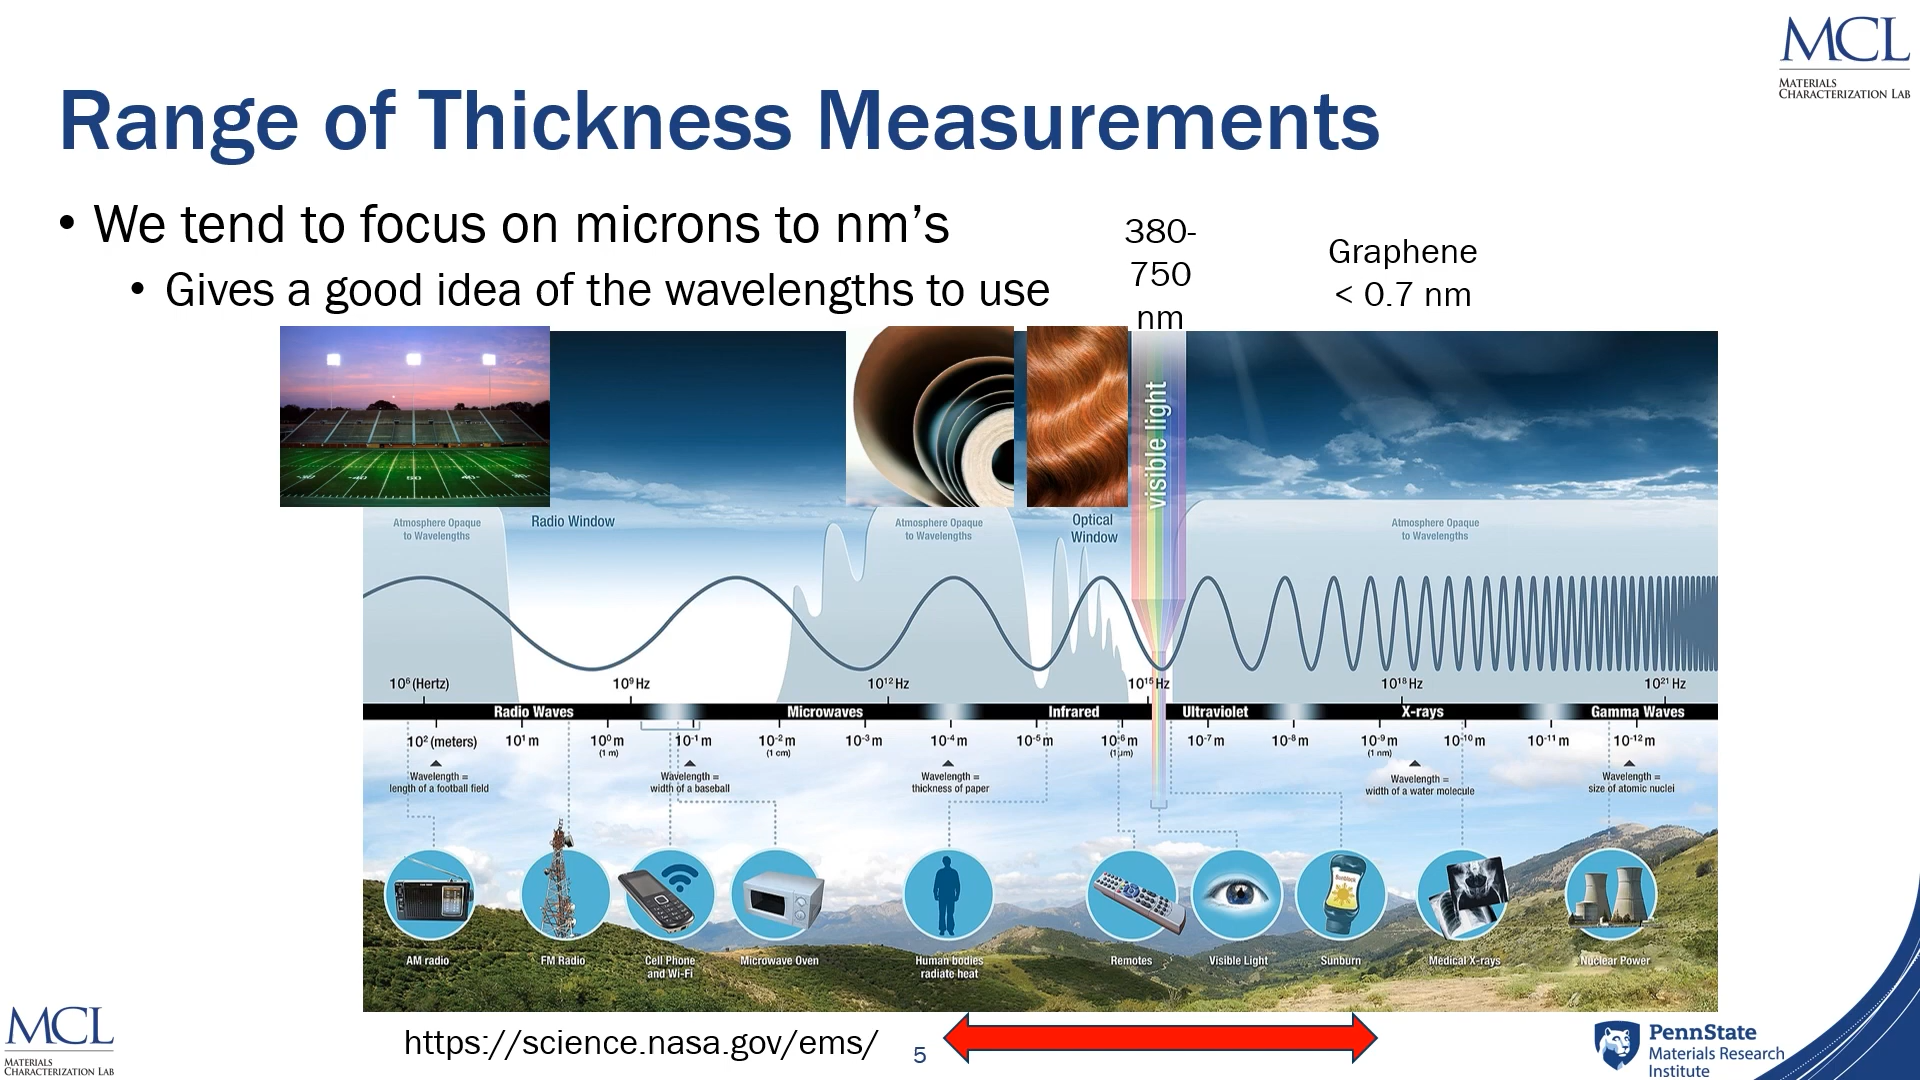 MCL
MATERIALS
CHARACTERIZATION LAB
Range of Thickness Measurements
• We tend to focus on microns to nm’s
• Gives a good idea of the wavelengths to use
380-
750
nm
Graphene
< 0.7 nm
visible light
Atmosphere Opaque
to Wavelengths
Radio Window
Atmosphere Opaque
to Wavelengths
Optical
Window
Atmosphere Opaque
to Wavelengths
10⁶ (Hertz) 10⁹ Hz 10¹² Hz 10¹⁵ Hz 10¹⁸ Hz 10²¹ Hz
Radio Waves Microwaves Infrared Ultraviolet X-rays Gamma Waves
10² (meters) 10¹ m 10⁰ m 10⁻¹ m 10⁻² m 10⁻³ m 10⁻⁴ m 10⁻⁵ m 10⁻⁶ m 10⁻⁷ m 10⁻⁸ m 10⁻⁹ m 10⁻¹⁰ m 10⁻¹¹ m 10⁻¹² m
(1 m) (1 cm) (1 µm) (1 nm)
Wavelength =
length of a football field
Wavelength =
width of a baseball
Wavelength =
thickness of paper
Wavelength =
width of a water molecule
Wavelength =
size of atomic nuclei
AM radio
FM Radio
Cell Phone
and Wi-Fi
Microwave Oven
Human bodies
radiate heat
Remotes
Visible Light
Sunburn
Medical X-rays
Nuclear Power
MCL
MATERIALS
CHARACTERIZATION LAB
https://science.nasa.gov/ems/
5
PennState
Materials Research
Institute